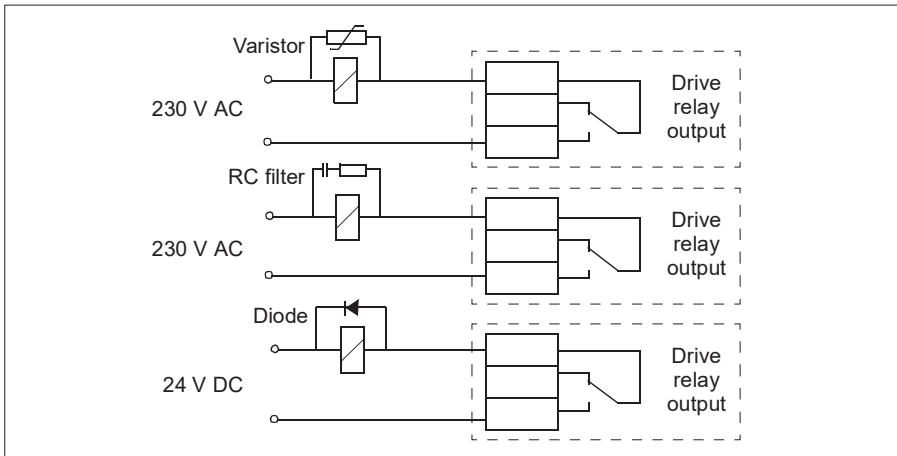 Varistor
230 V AC
Drive
relay
output
RC filter
230 V AC
Drive
relay
output
Diode
24 V DC
Drive
relay
output